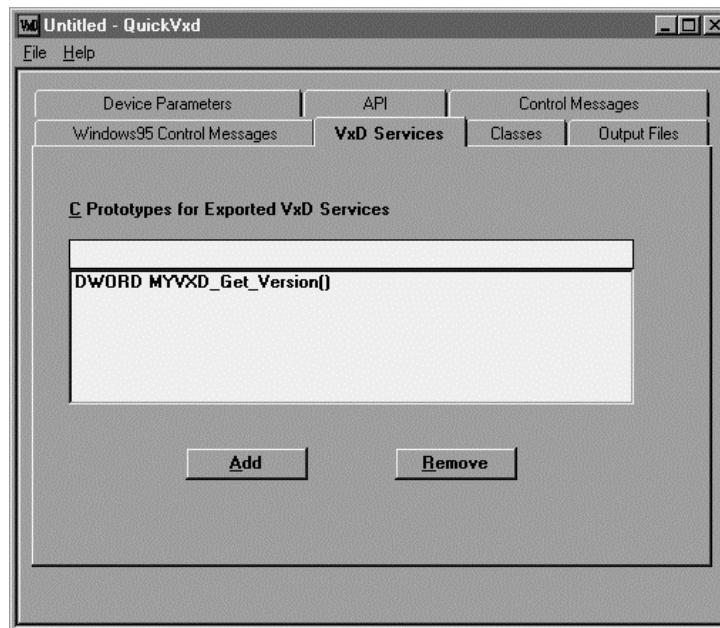 VxD Untitled - QuickVxd
File Help
Device Parameters API Control Messages
Windows95 Control Messages VxD Services Classes Output Files
C Prototypes for Exported VxD Services
DWORD MYVXD_Get_Version()
Add Remove